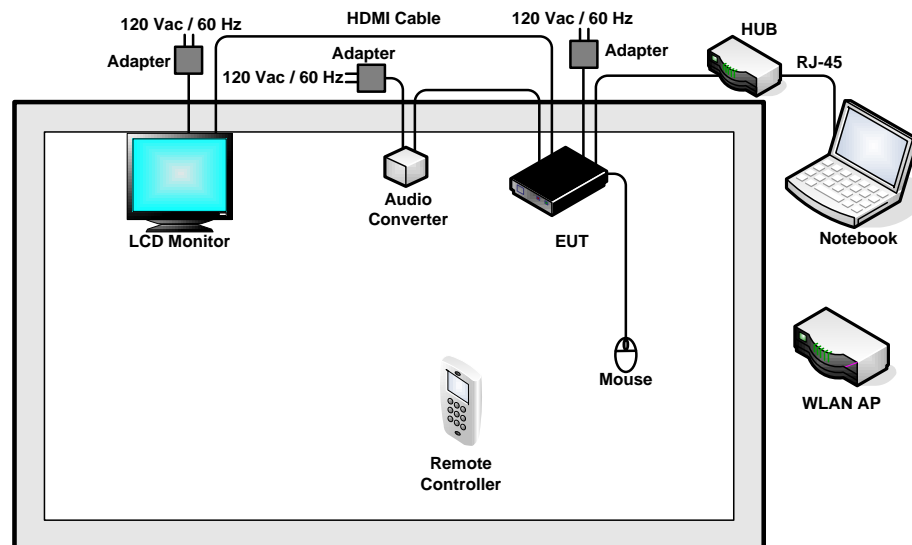 120 Vac / 60 Hz
HDMI Cable
120 Vac / 60 Hz
HUB
Adapter
Adapter
Adapter
RJ-45
120 Vac / 60 Hz
Audio
Converter
LCD Monitor
EUT
Notebook
Mouse
WLAN AP
Remote
Controller